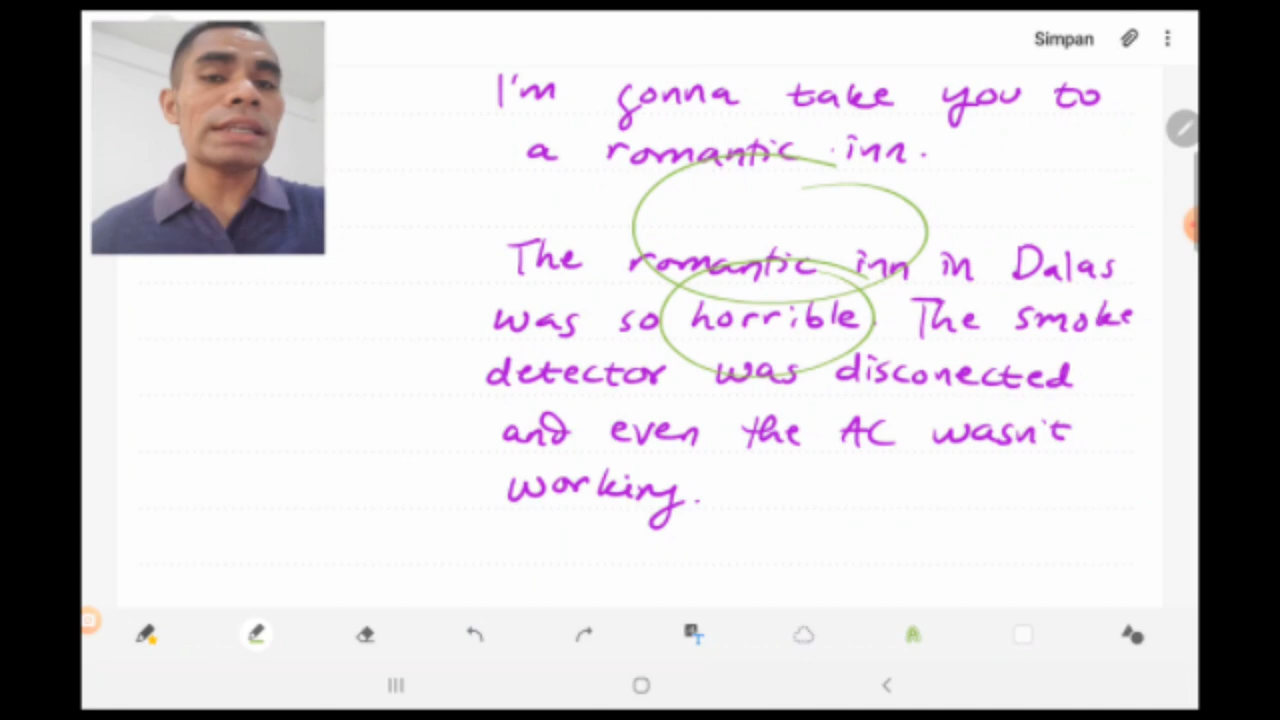 Simpan
I'm gonna take you to
a romantic inn.
The romantic inn in Dalas
was so horrible. The smoke
detector was disconected
and even the AC wasn't
working.